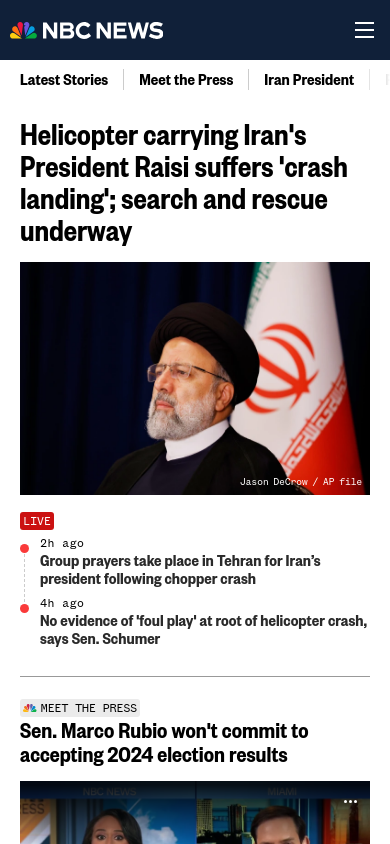 NBC NEWS
Latest Stories
Meet the Press
Iran President
Helicopter carrying Iran's
President Raisi suffers 'crash
landing'; search and rescue
underway
Jason DeCrow / AP file
LIVE
2h ago
Group prayers take place in Tehran for Iran’s
president following chopper crash
4h ago
No evidence of 'foul play' at root of helicopter crash,
says Sen. Schumer
MEET THE PRESS
Sen. Marco Rubio won't commit to
accepting 2024 election results
NBC NEWS
MIAMI
ESS